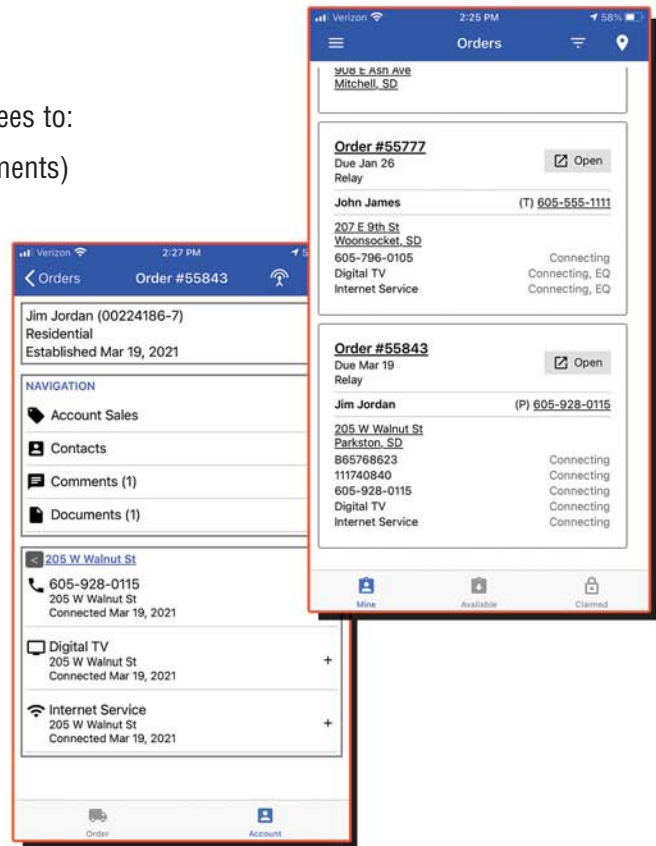 ees to:
ments)
Verizon 2:25 PM 58%
Orders
908 E Ash Ave
Mitchell, SD
Order #55777
Due Jan 26
Open
Relay
John James (T) 605-555-1111
207 E 9th St
Woonsocket, SD
605-796-0105 Connecting
Digital TV Connecting, EQ
Internet Service Connecting, EQ
Order #55843
Due Mar 19
Open
Relay
Jim Jordan (P) 605-928-0115
205 W Walnut St
Parkston, SD
B65768623 Connecting
111740840 Connecting
605-928-0115 Connecting
Digital TV Connecting
Internet Service Connecting
Mine Available Claimed
Verizon 2:27 PM
Orders Order #55843
Jim Jordan (00224186-7)
Residential
Established Mar 19, 2021
NAVIGATION
Account Sales
Contacts
Comments (1)
Documents (1)
< 205 W Walnut St
605-928-0115
205 W Walnut St
Connected Mar 19, 2021
Digital TV
205 W Walnut St +
Connected Mar 19, 2021
Internet Service
205 W Walnut St +
Connected Mar 19, 2021
Order Account